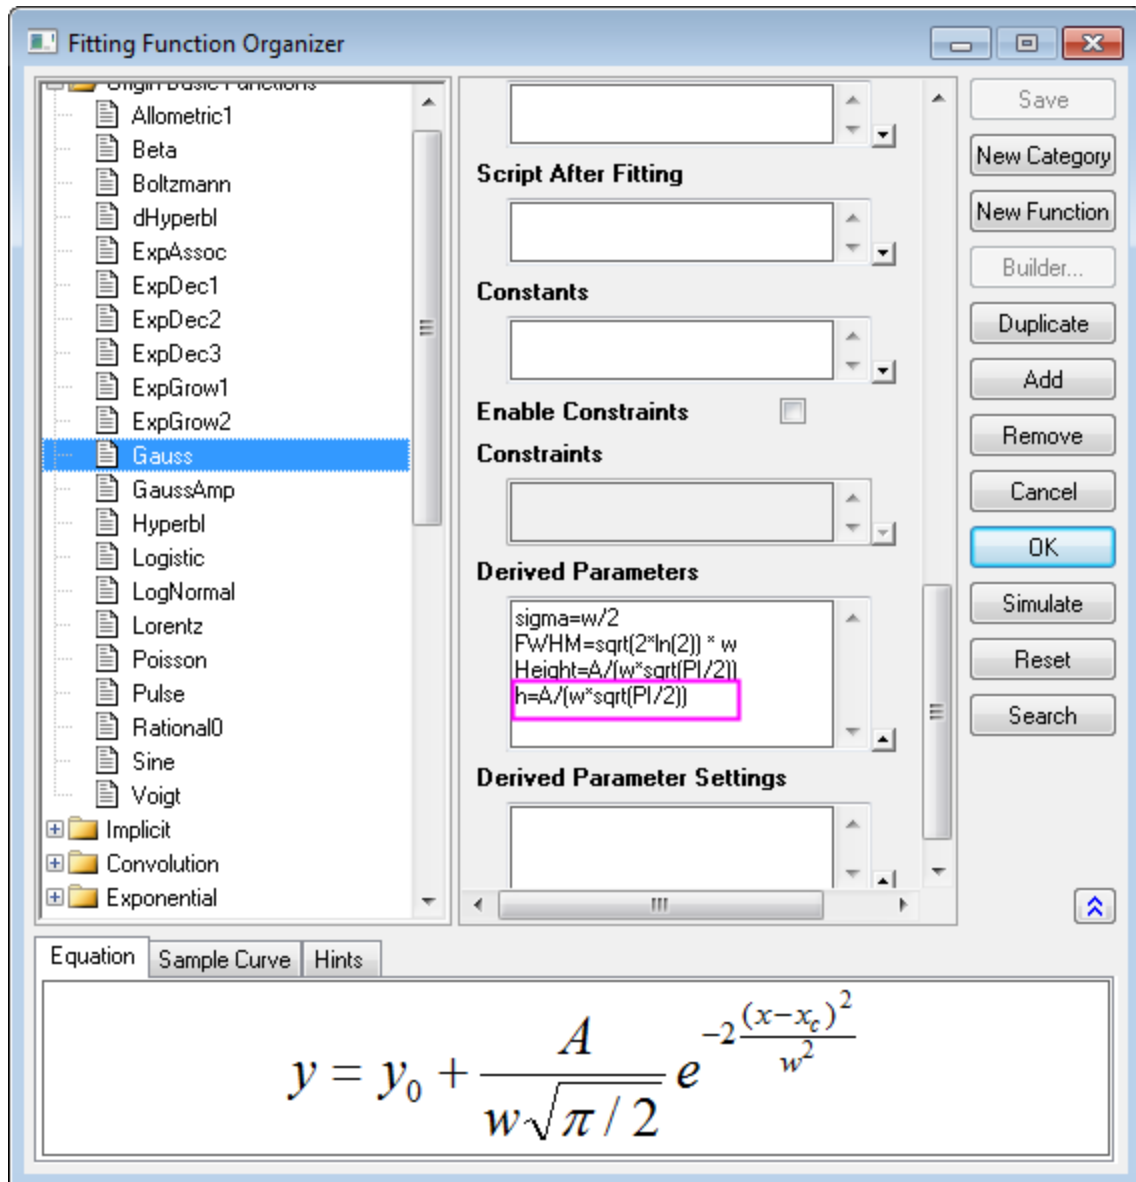 Fitting Function Organizer
Origin Basic Functions
Allometric1
Beta
Boltzmann
dHyperbl
ExpAssoc
ExpDec1
ExpDec2
ExpDec3
ExpGrow1
ExpGrow2
Gauss
GaussAmp
Hyperbl
Logistic
LogNormal
Lorentz
Poisson
Pulse
Rational0
Sine
Voigt
Implicit
Convolution
Exponential
Script After Fitting
Constants
Enable Constraints
Constraints
Derived Parameters
sigma=w/2
FWHM=sqrt(2*ln(2)) * w
Height=A/(w*sqrt(PI/2))
h=A/(w*sqrt(PI/2))
Derived Parameter Settings
Save
New Category
New Function
Builder...
Duplicate
Add
Remove
Cancel
OK
Simulate
Reset
Search
Equation Sample Curve Hints
y = y₀ + A / (w√(π / 2)) e^(-2 (x-x_c)² / w²)